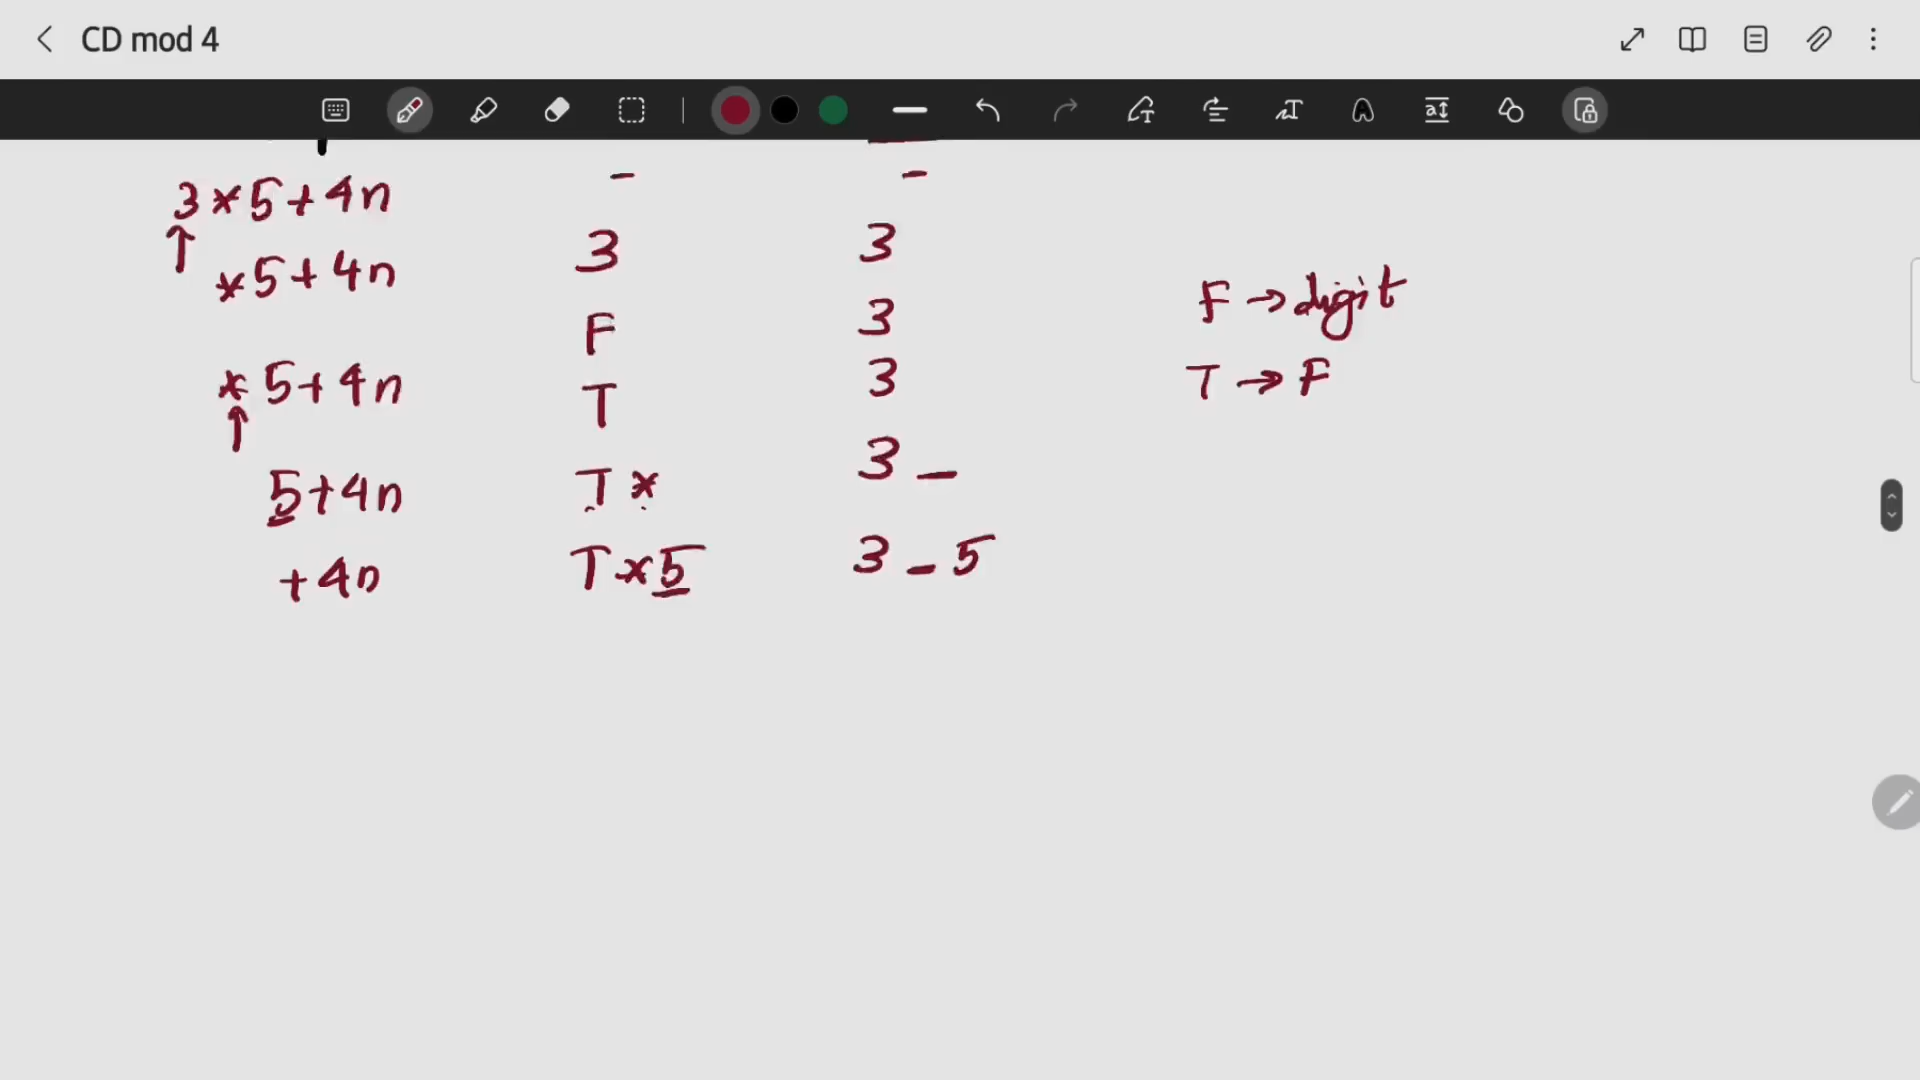 CD mod 4
3*5+4n - -
*5+4n 3 3
F 3 F → digit
*5+4n T 3 T → F
5+4n T * 3 _
+4n T*5 3 _ 5